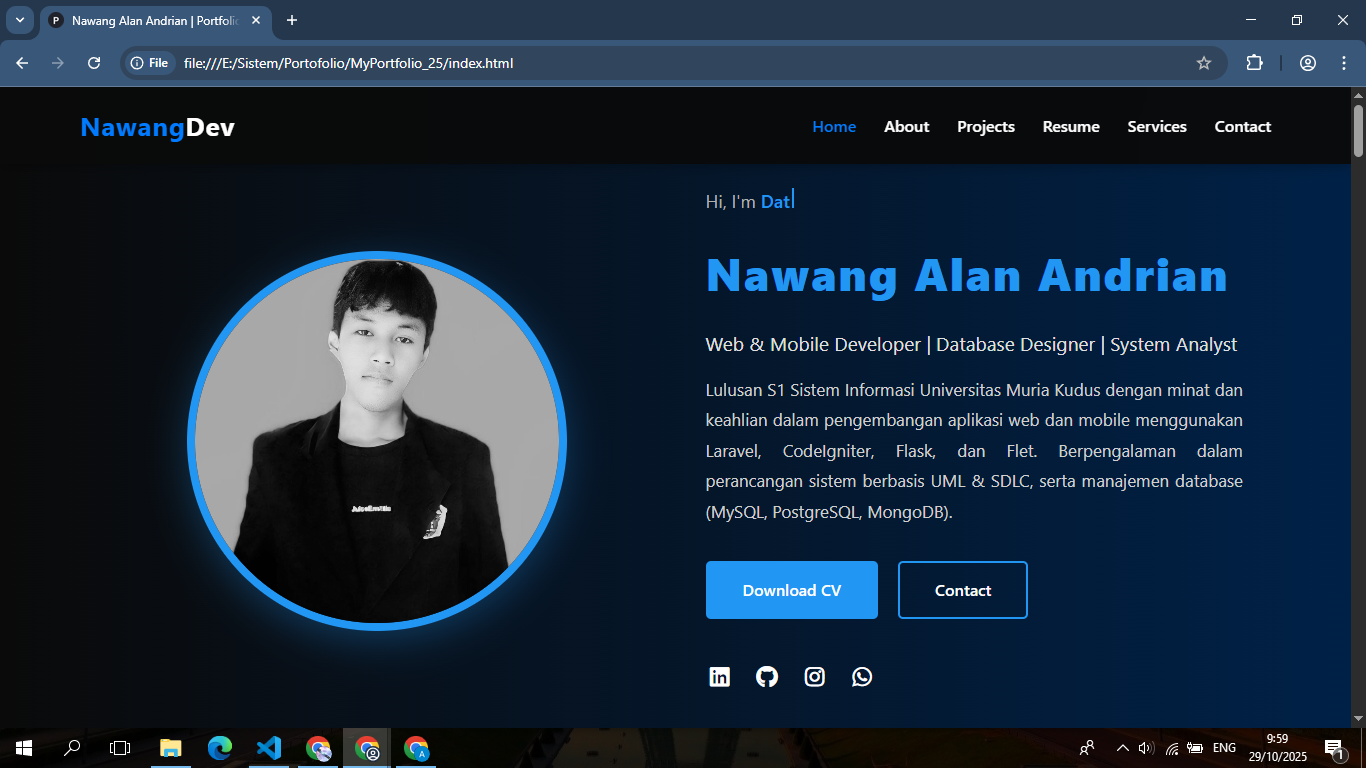 P Nawang Alan Andrian | Portfolio
File file:///E:/Sistem/Portofolio/MyPortfolio_25/index.html
NawangDev
Home About Projects Resume Services Contact
Hi, I'm Dat
Nawang Alan Andrian
Web & Mobile Developer | Database Designer | System Analyst
Lulusan S1 Sistem Informasi Universitas Muria Kudus dengan minat dan
keahlian dalam pengembangan aplikasi web dan mobile menggunakan
Laravel, CodeIgniter, Flask, dan Flet. Berpengalaman dalam
perancangan sistem berbasis UML & SDLC, serta manajemen database
(MySQL, PostgreSQL, MongoDB).
Download CV
Contact
in
A
ENG
9:59
29/10/2025
1